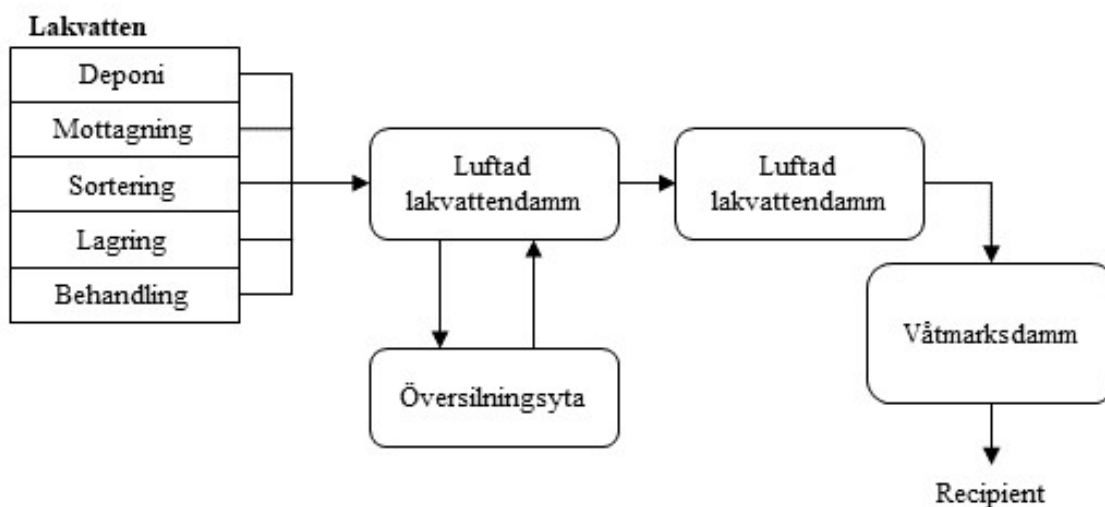 Lakvatten
Deponi
Mottagning
Sortering
Lagring
Behandling
Luftad
lakvattendamm
Luftad
lakvattendamm
Översilningsyta
Våtmarksdamm
Recipient